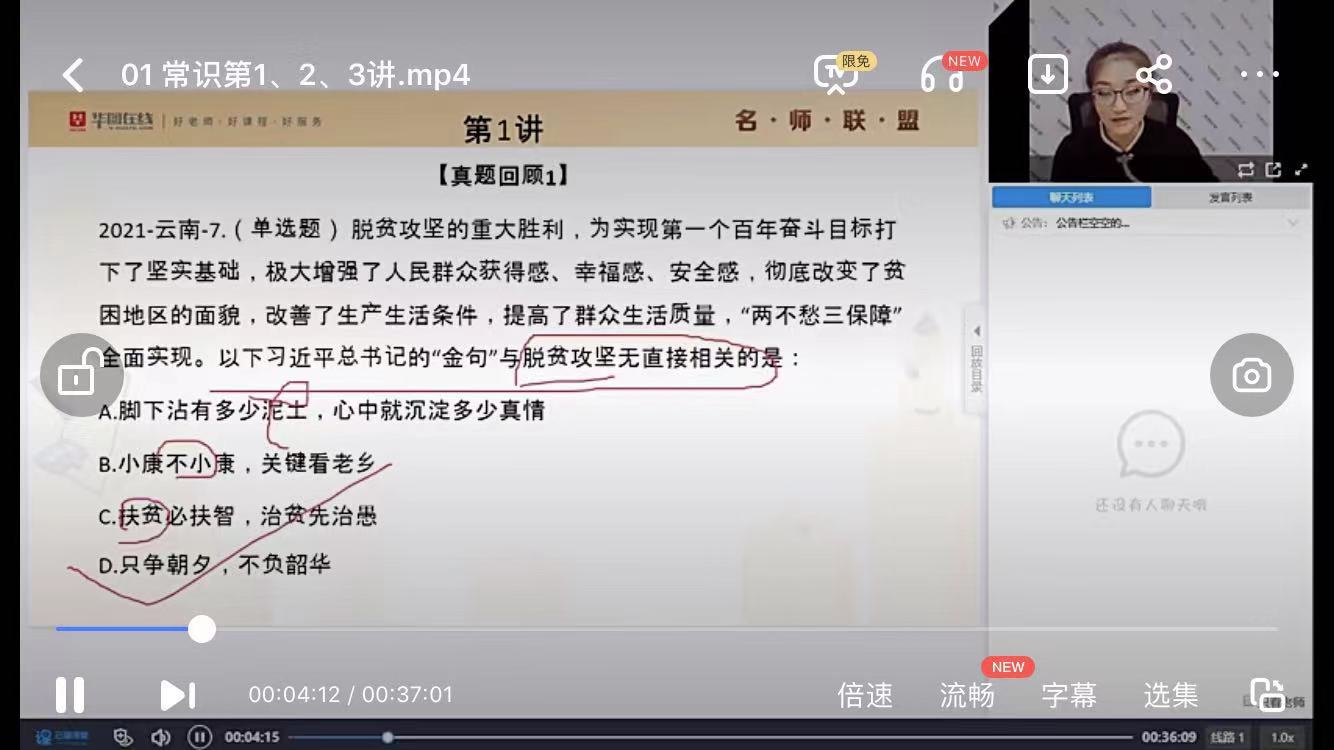 01 常识第1、2、3讲.mp4
限免
NEW
华图在线
好老师·好课程·好服务
第1讲
名·师·联·盟
【真题回顾1】
2021-云南-7.（单选题）脱贫攻坚的重大胜利，为实现第一个百年奋斗目标打
下了坚实基础，极大增强了人民群众获得感、幸福感、安全感，彻底改变了贫
困地区的面貌，改善了生产生活条件，提高了群众生活质量，“两不愁三保障”
全面实现。以下习近平总书记的“金句”与脱贫攻坚无直接相关的是：
A.脚下沾有多少泥土，心中就沉淀多少真情
B.小康不小康，关键看老乡
C.扶贫必扶智，治贫先治愚
D.只争朝夕，不负韶华
聊天列表
发言列表
公告：公告栏空空的...
回放目录
还没有人聊天哦
00:04:12 / 00:37:01
倍速
流畅
NEW
字幕
选集
00:04:15
00:36:09
线路 1
1.0x